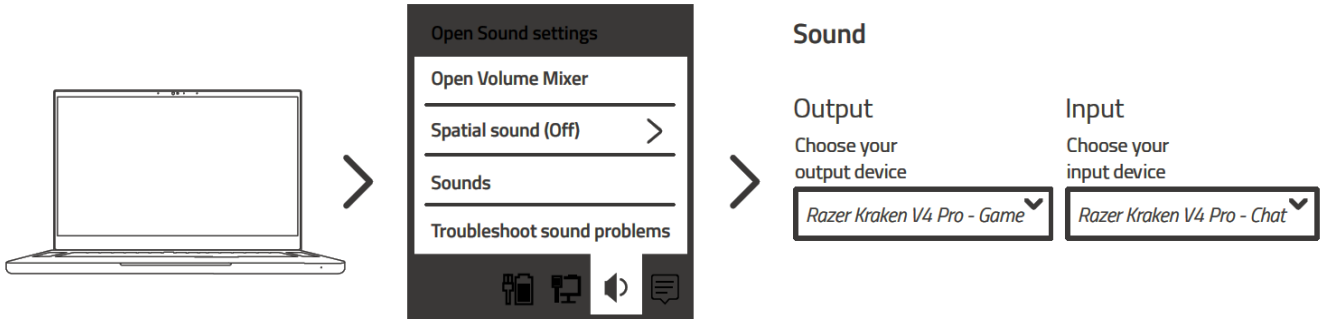 Open Sound settings
Open Volume Mixer
Spatial sound (Off)
Sounds
Troubleshoot sound problems
Sound
Output
Choose your
output device
Razer Kraken V4 Pro - Game
Input
Choose your
input device
Razer Kraken V4 Pro - Chat